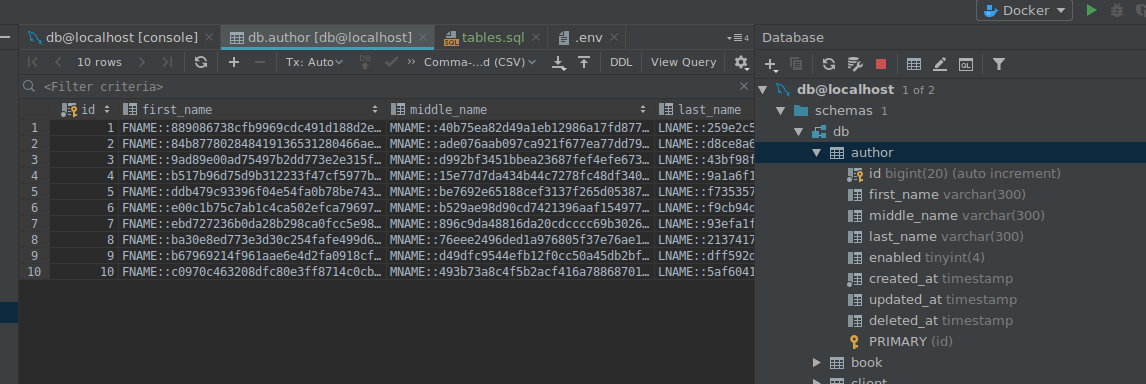 Docker
db@localhost [console] db.author [db@localhost] tables.sql .env 4
10 rows Tx: Auto DB Comma-...d (CSV) DDL View Query
<Filter criteria>
id first_name middle_name last_name
1 1 FNAME::889086738cfb9969cdc491d188d2e... MNAME::40b75ea82d49a1eb12986a17fd877... LNAME::259e2c5
2 2 FNAME::84b87780284841913653128046​6ae... MNAME::ade076aab097ca921f677ea77dd79... LNAME::d8ce8a6
3 3 FNAME::9ad89e00ad75497b2dd773e2e315f... MNAME::d992bf3451bbea23687fef4efe673... LNAME::43bf98f
4 4 FNAME::b517b96d75d9b312233f47cf5977b... MNAME::15e77d7da434b44c7278fc48df340... LNAME::9a1a6f1
5 5 FNAME::ddb479c93396f04e54fa0b78be743... MNAME::be7692e65188cef3137f265d05387... LNAME::f735357
6 6 FNAME::e00c1b75c7ab1c4ca502efca79697... MNAME::b529ae98d90cd7421396aaf154977... LNAME::f9cb94d
7 7 FNAME::ebd727236b0da28b298ca0fcc5e98... MNAME::896c9da48816da20cdcccc69b3026... LNAME::93efa1f
8 8 FNAME::ba30e8ed773e3d30c254fafe499d6... MNAME::76eee2496ded1a976805f37e76ae1... LNAME::2137417
9 9 FNAME::b67969214f961aae6e4d2fa0918cf... MNAME::d49dfc9544efb12f0cc50a45db2bf... LNAME::dff592d
10 10 FNAME::c0970c463208dfc80e3ff8714c0cb... MNAME::493b73a8c4f5b2acf416a78868701... LNAME::5af6041
Database
QL
db@localhost 1 of 2
schemas 1
db
author
id bigint(20) (auto increment)
first_name varchar(300)
middle_name varchar(300)
last_name varchar(300)
enabled tinyint(4)
created_at timestamp
updated_at timestamp
deleted_at timestamp
PRIMARY (id)
book
client